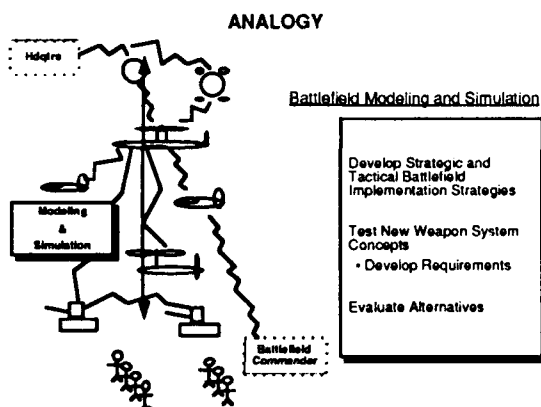 ANALOGY
Hdqtrs
Battlefield Modeling and Simulation
Develop Strategic and
Tactical Battlefield
Implementation Strategies
Test New Weapon System
Concepts
• Develop Requirements
Evaluate Alternatives
Modeling
&
Simulation
Battlefield
Commander